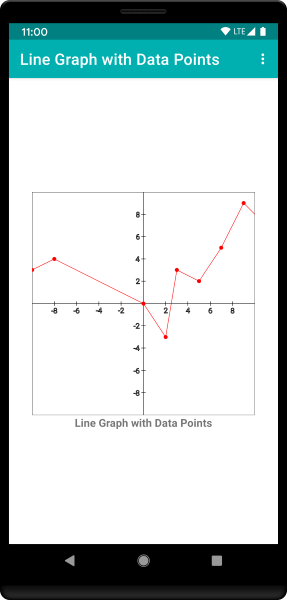 11:00 LTE
Line Graph with Data Points
8
6
4
2
-8 -6 -4 -2 2 4 6 8
-2
-4
-6
-8
Line Graph with Data Points